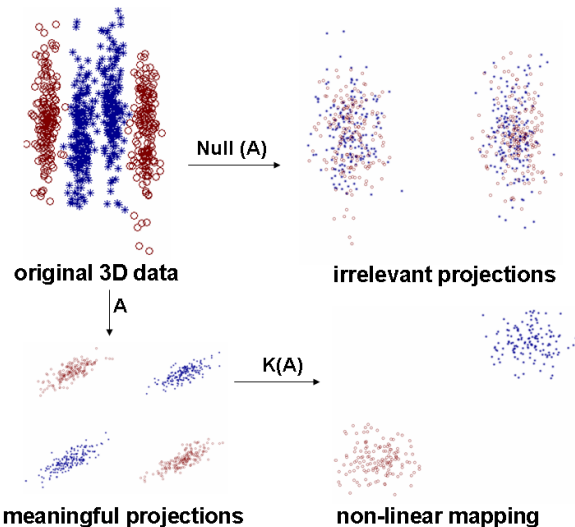 Null (A)
original 3D data
irrelevant projections
A
K(A)
meaningful projections
non-linear mapping